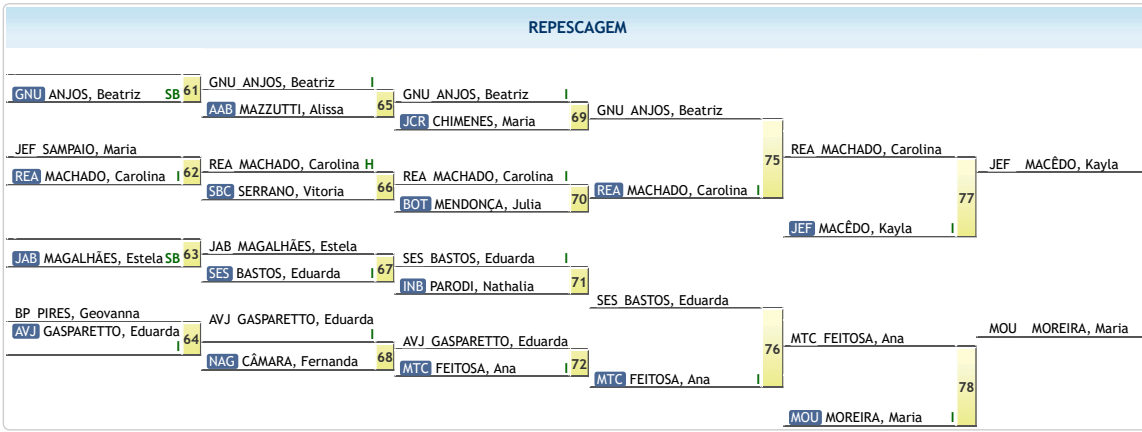 REPESCAGEM
GNU ANJOS, Beatriz SB 61
GNU ANJOS, Beatriz I
AAB MAZZUTTI, Alissa 65
GNU ANJOS, Beatriz I
JCR CHIMENES, Maria 69
GNU ANJOS, Beatriz
JEF SAMPAIO, Maria
REA MACHADO, Carolina I 62
REA MACHADO, Carolina H
SBC SERRANO, Vitoria 66
REA MACHADO, Carolina I
BOT MENDONÇA, Julia 70
REA MACHADO, Carolina I
75
REA MACHADO, Carolina
JEF MACÊDO, Kayla I
77
JEF MACÊDO, Kayla
JAB MAGALHÃES, Estela SB 63
JAB MAGALHÃES, Estela
SES BASTOS, Eduarda I 67
SES BASTOS, Eduarda I
INB PARODI, Nathalia 71
SES BASTOS, Eduarda
BP PIRES, Geovanna
AVJ GASPARETTO, Eduarda
I 64
AVJ GASPARETTO, Eduarda
I
NAG CÂMARA, Fernanda 68
AVJ GASPARETTO, Eduarda
MTC FEITOSA, Ana I 72
MTC FEITOSA, Ana I
76
MTC FEITOSA, Ana
MOU MOREIRA, Maria I
78
MOU MOREIRA, Maria